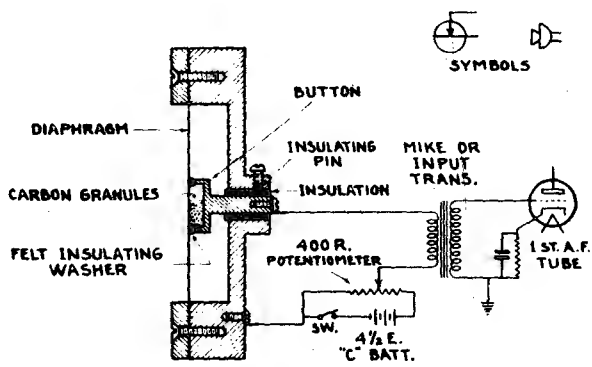 SYMBOLS
BUTTON
DIAPHRAGM
INSULATING
PIN
MIKE OR
INPUT
TRANS.
CARBON GRANULES
INSULATION
FELT INSULATING
WASHER
400 R.
POTENTIOMETER
1 ST. A.F.
TUBE
SW.
4½ E.
"C" BATT.